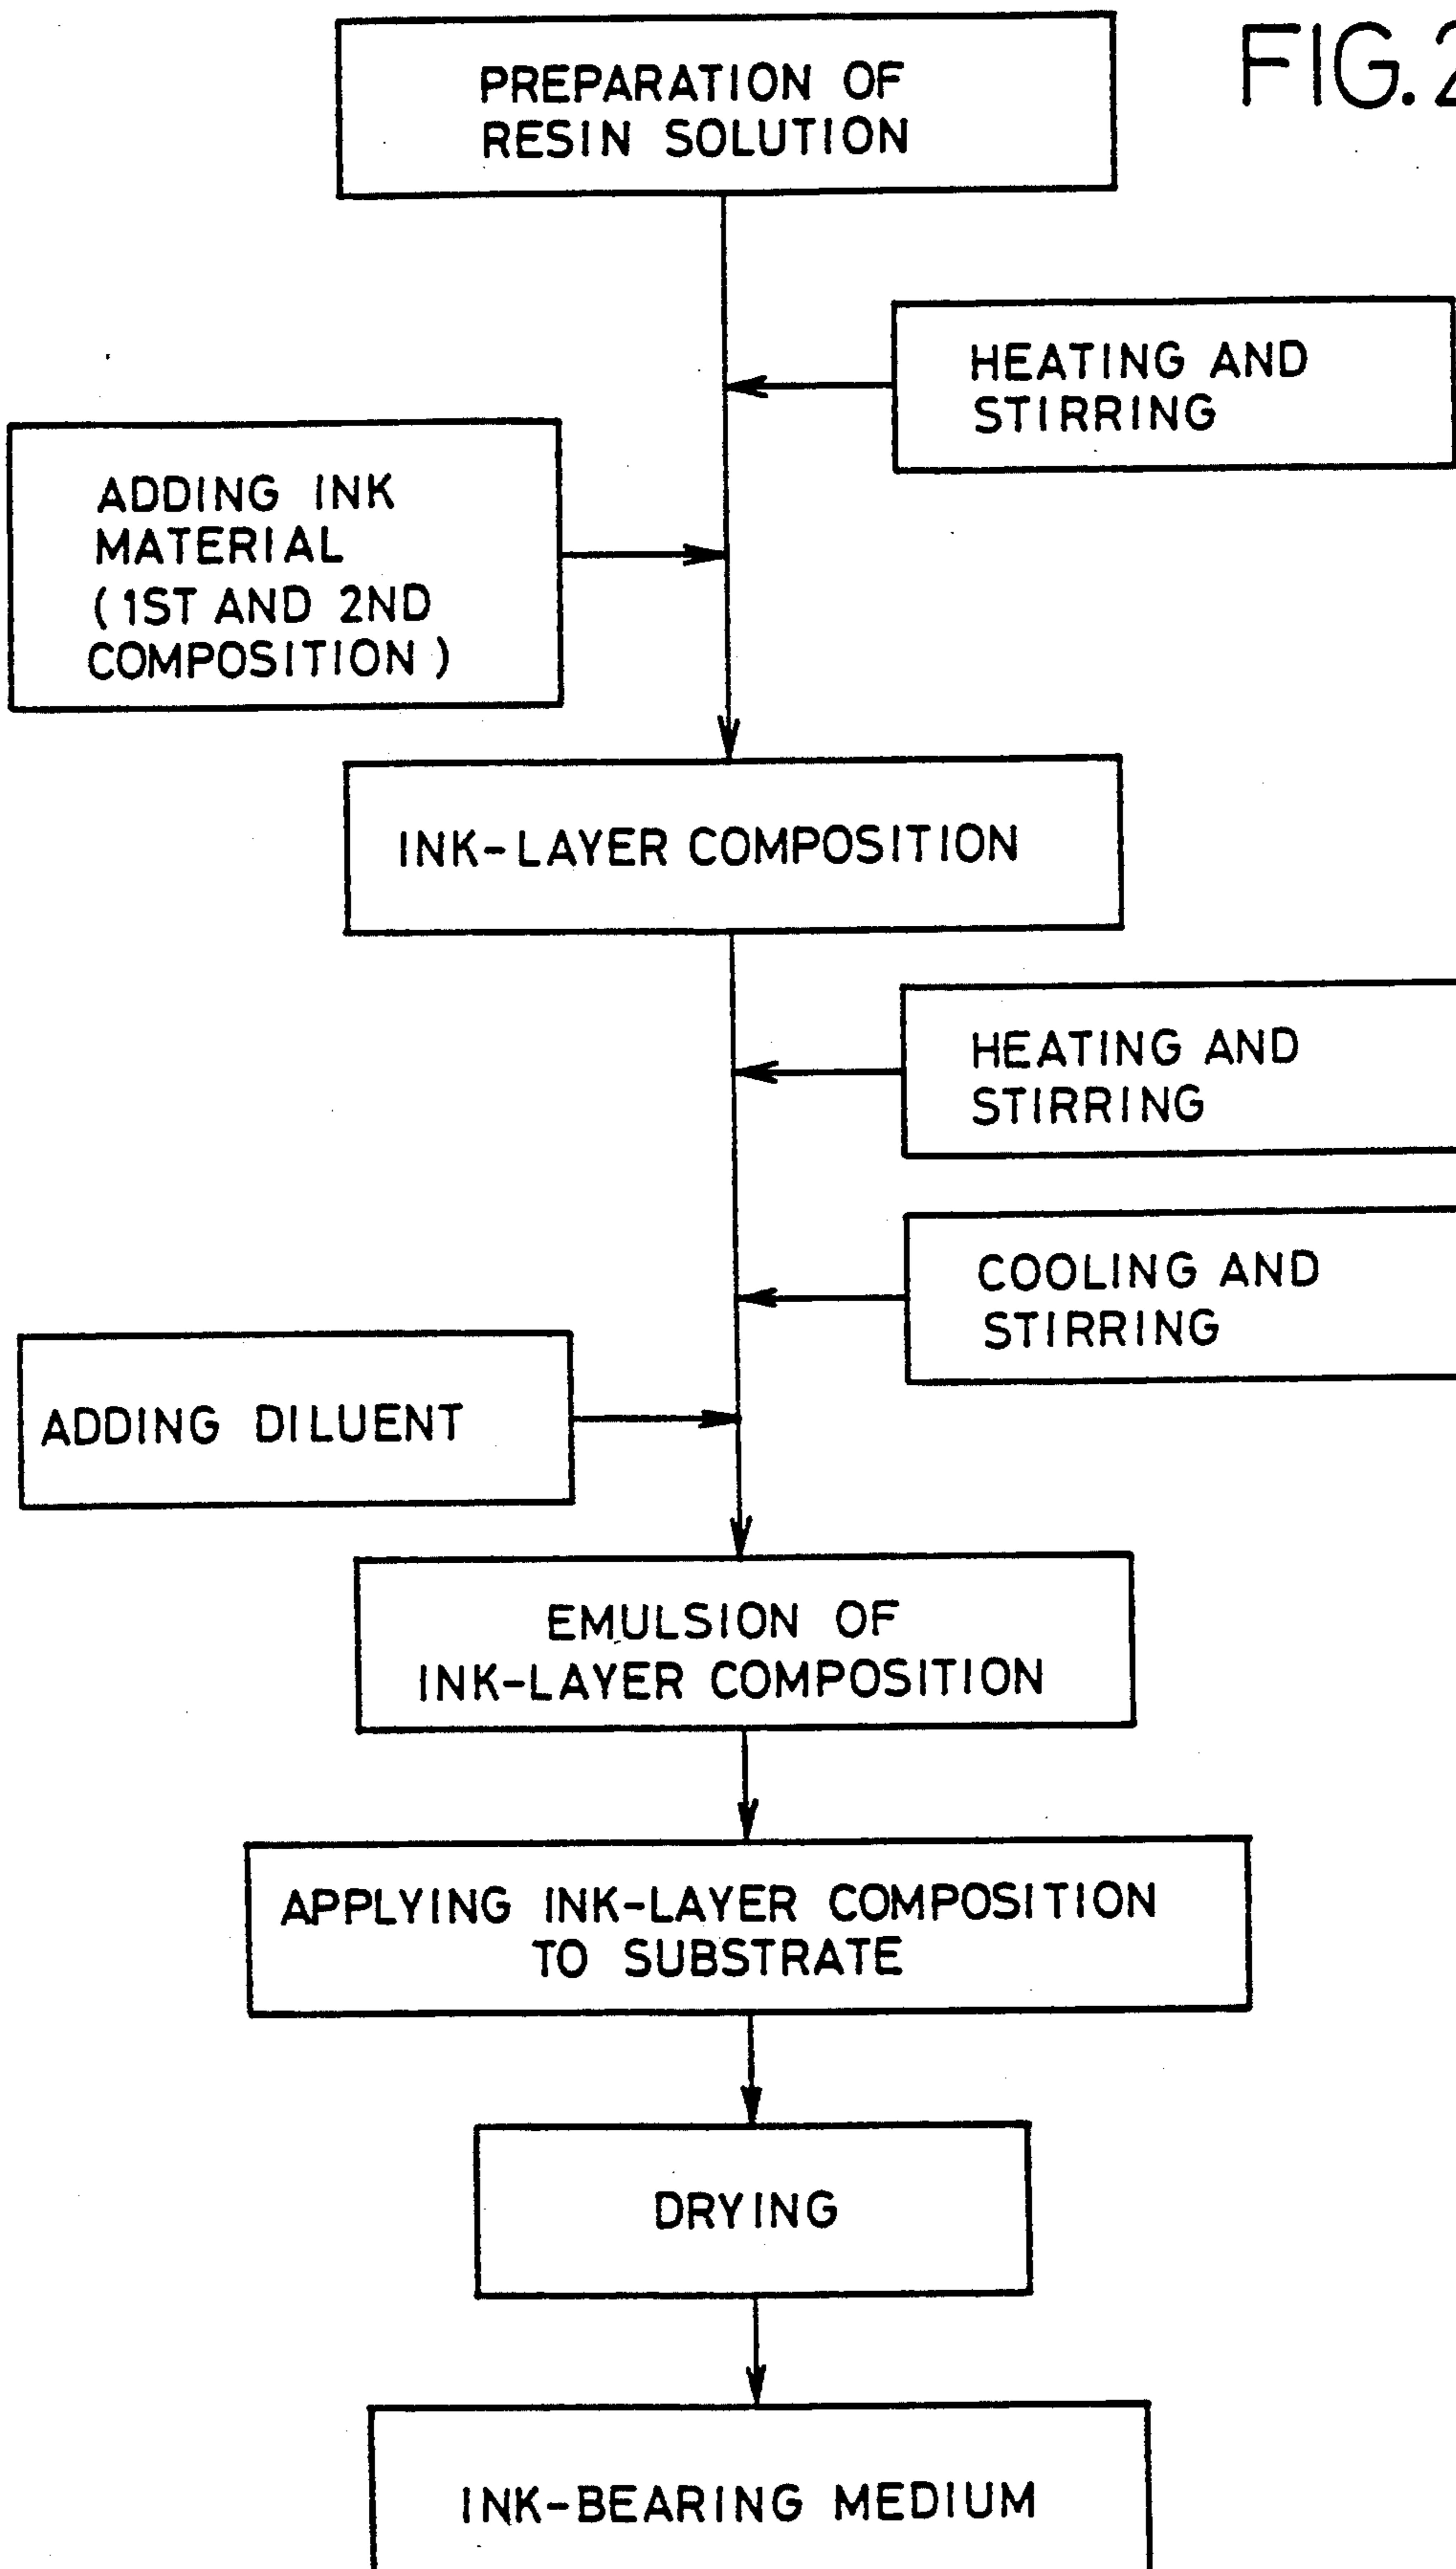 FIG. 2
PREPARATION OF
RESIN SOLUTION
HEATING AND
STIRRING
ADDING INK
MATERIAL
(1ST AND 2ND
COMPOSITION)
INK-LAYER COMPOSITION
HEATING AND
STIRRING
COOLING AND
STIRRING
ADDING DILUENT
EMULSION OF
INK-LAYER COMPOSITION
APPLYING INK-LAYER COMPOSITION
TO SUBSTRATE
DRYING
INK-BEARING MEDIUM